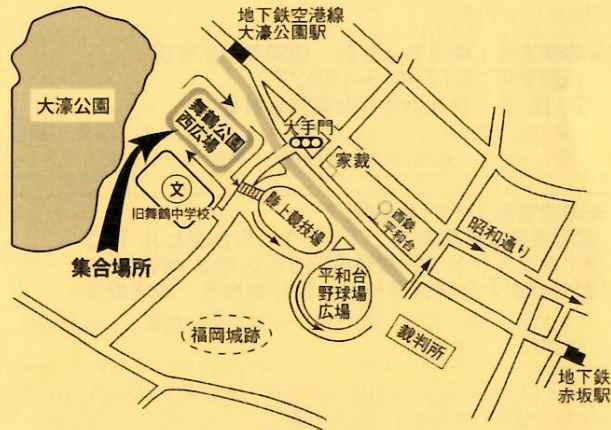 地下鉄空港線
大濠公園駅
大濠公園
舞鶴公園
西広場
大手門
家裁
文
旧舞鶴中学校
陸上競技場
西鉄
平和台
昭和通り
集合場所
平和台
野球場
広場
福岡城跡
裁判所
地下鉄
赤坂駅